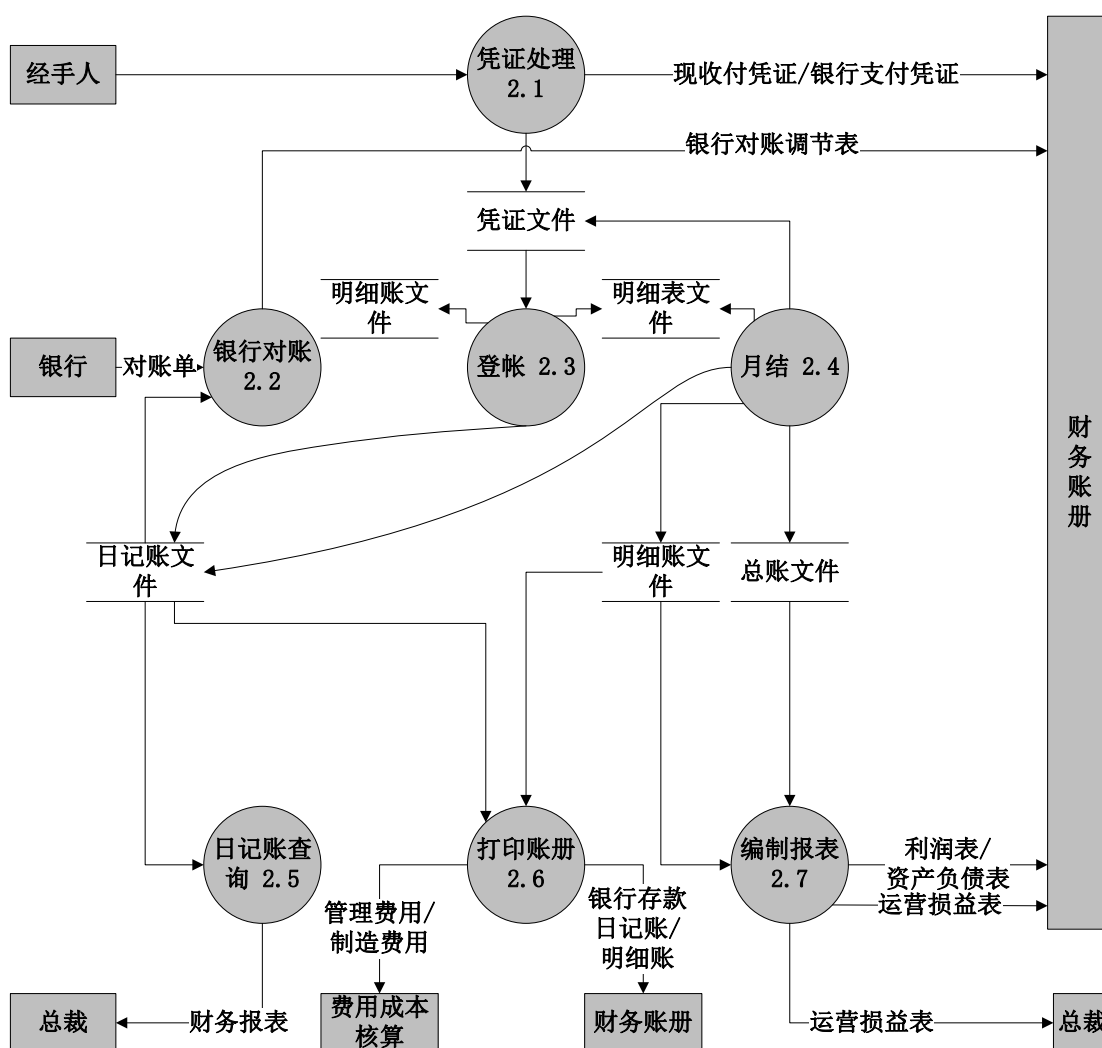 经手人
凭证处理
2.1
现收付凭证/银行支付凭证
银行对账调节表
凭证文件
明细账文
件
明细表文
件
银行
对账单
银行对账
2.2
登帐 2.3
月结 2.4
财
务
账
册
日记账文
件
明细账文
件
总账文件
日记账查
询 2.5
打印账册
2.6
编制报表
2.7
利润表/
资产负债表
运营损益表
管理费用/
制造费用
银行存款
日记账/
明细账
总裁
财务报表
费用成本
核算
财务账册
运营损益表
总裁